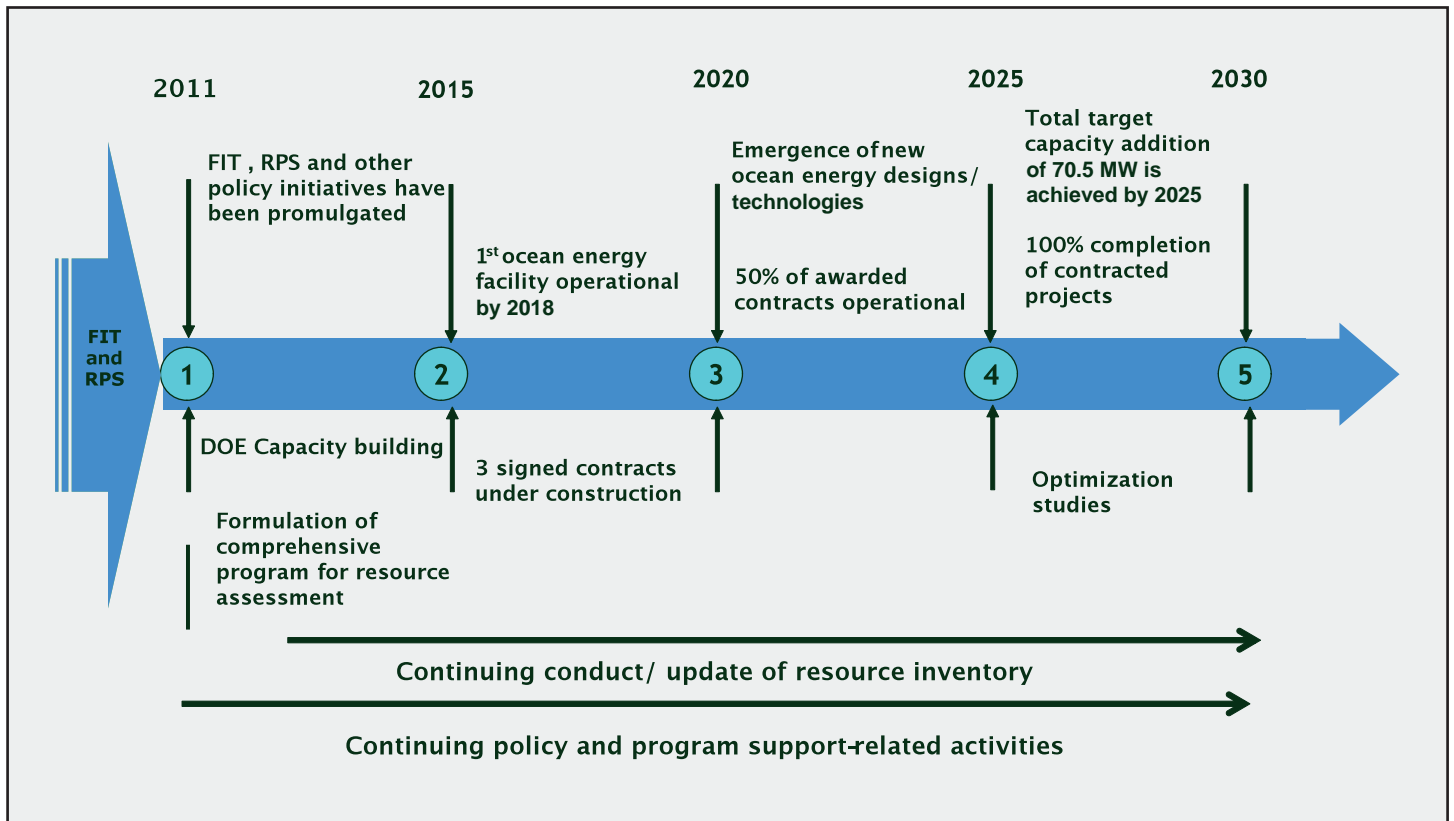 2011
2015
2020
2025
2030
FIT , RPS and other
policy initiatives have
been promulgated
1st ocean energy
facility operational
by 2018
Emergence of new
ocean energy designs/
technologies
50% of awarded
contracts operational
Total target
capacity addition
of 70.5 MW is
achieved by 2025
100% completion
of contracted
projects
FIT
and
RPS
1
2
3
4
5
DOE Capacity building
3 signed contracts
under construction
Optimization
studies
Formulation of
comprehensive
program for resource
assessment
Continuing conduct/ update of resource inventory
Continuing policy and program support-related activities